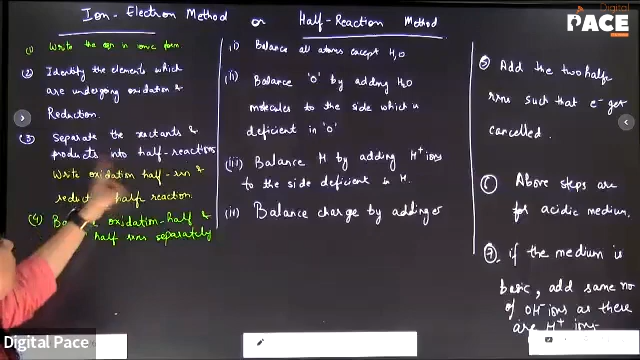 Ion-Electron Method or Half-Reaction Method
(1) Write the eqn in ionic form
(2) Identify the elements which
are undergoing oxidation &
Reduction.
(3) Separate the reactants &
products into half-reactions
Write oxidation half-rxn &
reduct half reaction.
(4) Bal oxidation-half &
half rxns separately
(i) Balance all atoms except H,O
(ii) Balance 'O' by adding H2O
molecules to the side which is
deficient in 'O'
(iii) Balance H by adding H+ ions
to the side deficient in H.
(iv) Balance charge by adding e-
(5) Add the two half
rxns such that e- get
cancelled.
(6) Above steps are
for acidic medium.
(7) if the medium is
basic, add same no
of OH- ions as there
are H+ ions
Digital
PACE
Digital Pace